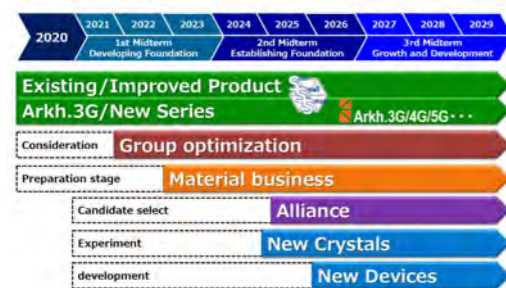 2020
2021 2022 2023 2024 2025 2026 2027 2028 2029
1st Midterm
Developing Foundation
2nd Midterm
Establishing Foundation
3rd Midterm
Growth and Development
Existing/Improved Product
Arkh.3G/New Series
Arkh.3G/4G/5G···
Consideration Group optimization
Preparation stage Material business
Candidate select Alliance
Experiment New Crystals
development New Devices